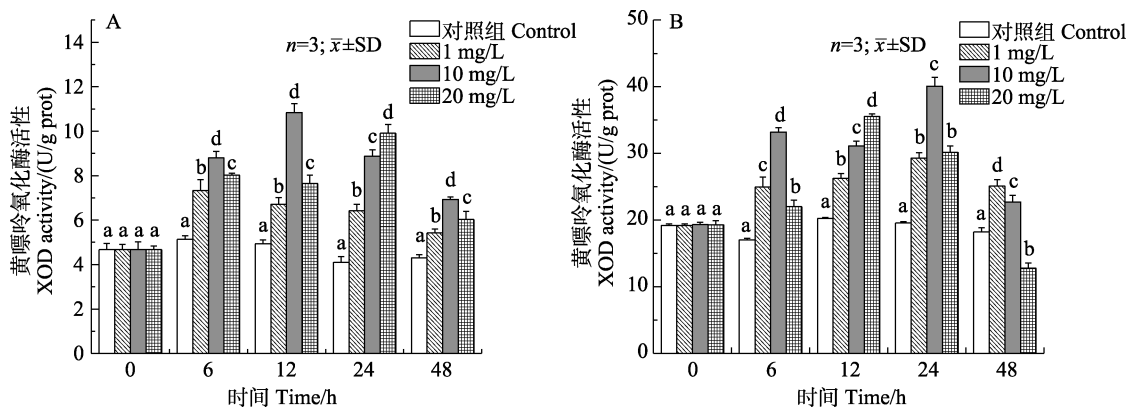 A
n=3; x̄±SD
对照组 Control
1 mg/L
10 mg/L
20 mg/L
黄嘌呤氧化酶活性
XOD activity/(U/g prot)
14
12
10
8
6
4
2
0
a a a a
a b d c
a b d c
a b c d
a b d c
0 6 12 24 48
时间 Time/h
B
n=3; x̄±SD
对照组 Control
1 mg/L
10 mg/L
20 mg/L
黄嘌呤氧化酶活性
XOD activity/(U/g prot)
50
40
30
20
10
0
a a a a
a c d b
a b c d
a b c b
a d c b
0 6 12 24 48
时间 Time/h